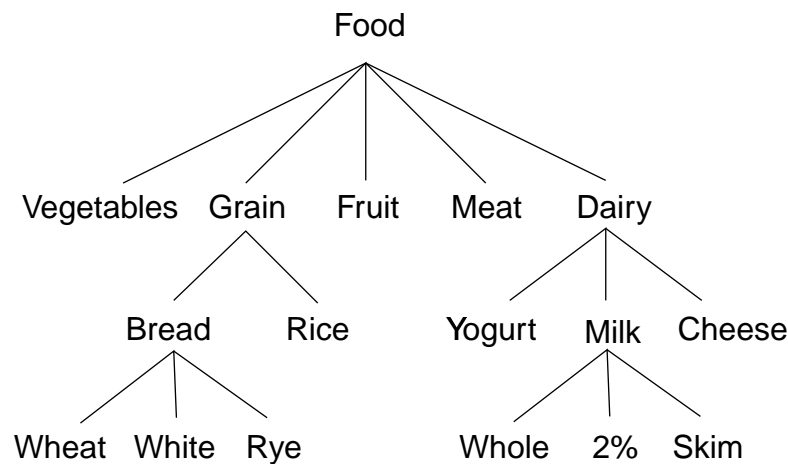 Food
Vegetables Grain Fruit Meat Dairy
Bread Rice Yogurt Milk Cheese
Wheat White Rye Whole 2% Skim